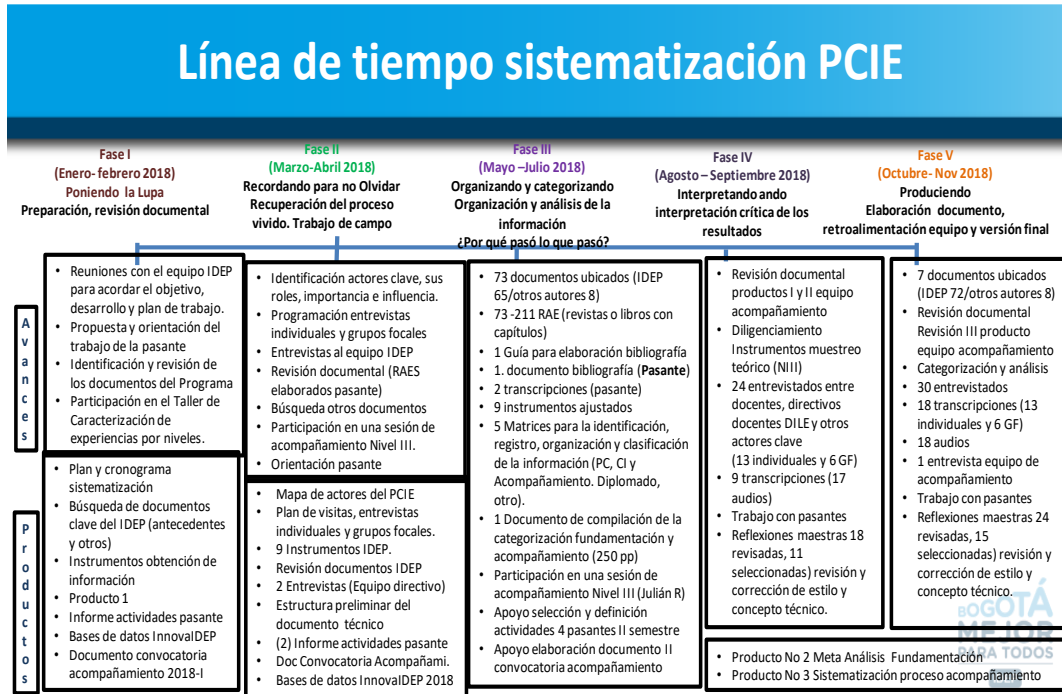 Línea de tiempo sistematización PCIE
Fase I
(Enero- febrero 2018)
Poniendo la Lupa
Preparación, revisión documental
Fase II
(Marzo-Abril 2018)
Recordando para no Olvidar
Recuperación del proceso
vivido. Trabajo de campo
Fase III
(Mayo –Julio 2018)
Organizando y categorizando
Organización y análisis de la
información
¿Por qué pasó lo que pasó?
Fase IV
(Agosto – Septiembre 2018)
Interpretando ando
interpretación crítica de los
resultados
Fase V
(Octubre- Nov 2018)
Produciendo
Elaboración documento,
retroalimentación equipo y versión final
Avances
• Reuniones con el equipo IDEP
para acordar el objetivo,
desarrollo y plan de trabajo.
• Propuesta y orientación del
trabajo de la pasante
• Identificación y revisión de
los documentos del Programa
• Participación en el Taller de
Caracterización de
experiencias por niveles.
• Identificación actores clave, sus
roles, importancia e influencia.
• Programación entrevistas
individuales y grupos focales
• Entrevistas al equipo IDEP
• Revisión documental (RAES
elaborados pasante)
• Búsqueda otros documentos
• Participación en una sesión de
acompañamiento Nivel III.
• Orientación pasante
• 73 documentos ubicados (IDEP
65/otros autores 8)
• 73 -211 RAE (revistas o libros con
capítulos)
• 1 Guía para elaboración bibliografía
• 1. documento bibliografía (Pasante)
• 2 transcripciones (pasante)
• 9 instrumentos ajustados
• 5 Matrices para la identificación,
registro, organización y clasificación
de la información (PC, CI y
Acompañamiento. Diplomado,
otro).
• 1 Documento de compilación de la
categorización fundamentación y
acompañamiento (250 pp)
• Participación en una sesión de
acompañamiento Nivel III (Julián R)
• Apoyo selección y definición
actividades 4 pasantes II semestre
• Apoyo elaboración documento II
convocatoria acompañamiento
• Revisión documental
productos I y II equipo
acompañamiento
• Diligenciamiento
Instrumentos muestreo
teórico (NIII)
• 24 entrevistados entre
docentes, directivos
docentes DILE y otros
actores clave
(13 individuales y 6 GF)
• 9 transcripciones (17
audios)
• Trabajo con pasantes
• Reflexiones maestras 18
revisadas, 11
seleccionadas) revisión y
corrección de estilo y
concepto técnico.
• 7 documentos ubicados
(IDEP 72/otros autores 8)
• Revisión documental
Revisión III producto
equipo acompañamiento
• Categorización y análisis
• 30 entrevistados
• 18 transcripciones (13
individuales y 6 GF)
• 18 audios
• 1 entrevista equipo de
acompañamiento
• Trabajo con pasantes
• Reflexiones maestras 24
revisadas, 15
seleccionadas) revisión y
corrección de estilo y
concepto técnico.
Productos
• Plan y cronograma
sistematización
• Búsqueda de documentos
clave del IDEP (antecedentes
y otros)
• Instrumentos obtención de
información
• Producto 1
• Informe actividades pasante
• Bases de datos InnovaIDEP
• Documento convocatoria
acompañamiento 2018-I
• Mapa de actores del PCIE
• Plan de visitas, entrevistas
individuales y grupos focales.
• 9 Instrumentos IDEP.
• Revisión documentos IDEP
• 2 Entrevistas (Equipo directivo)
• Estructura preliminar del
documento técnico
• (2) Informe actividades pasante
• Doc Convocatoria Acompañami.
• Bases de datos InnovaIDEP 2018
• Producto No 2 Meta Análisis Fundamentación
• Producto No 3 Sistematización proceso acompañamiento
BOGOTÁ
MEJOR
PARA TODOS